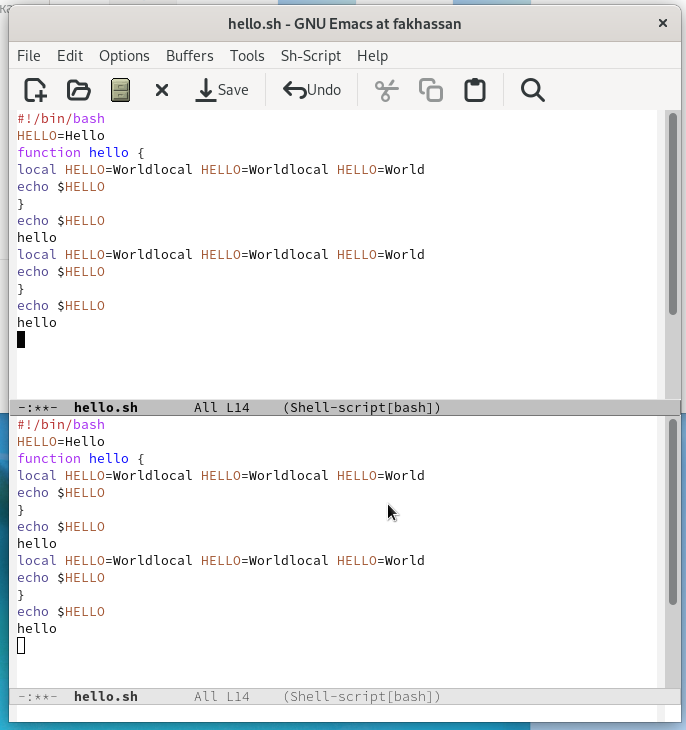 hello.sh - GNU Emacs at fakhassan ×
File Edit Options Buffers Tools Sh-Script Help
Save Undo
#!/bin/bash
HELLO=Hello
function hello {
local HELLO=Worldlocal HELLO=Worldlocal HELLO=World
echo $HELLO
}
echo $HELLO
hello
local HELLO=Worldlocal HELLO=Worldlocal HELLO=World
echo $HELLO
}
echo $HELLO
hello
-:**- hello.sh All L14 (Shell-script[bash])
#!/bin/bash
HELLO=Hello
function hello {
local HELLO=Worldlocal HELLO=Worldlocal HELLO=World
echo $HELLO
}
echo $HELLO
hello
local HELLO=Worldlocal HELLO=Worldlocal HELLO=World
echo $HELLO
}
echo $HELLO
hello
-:**- hello.sh All L14 (Shell-script[bash])